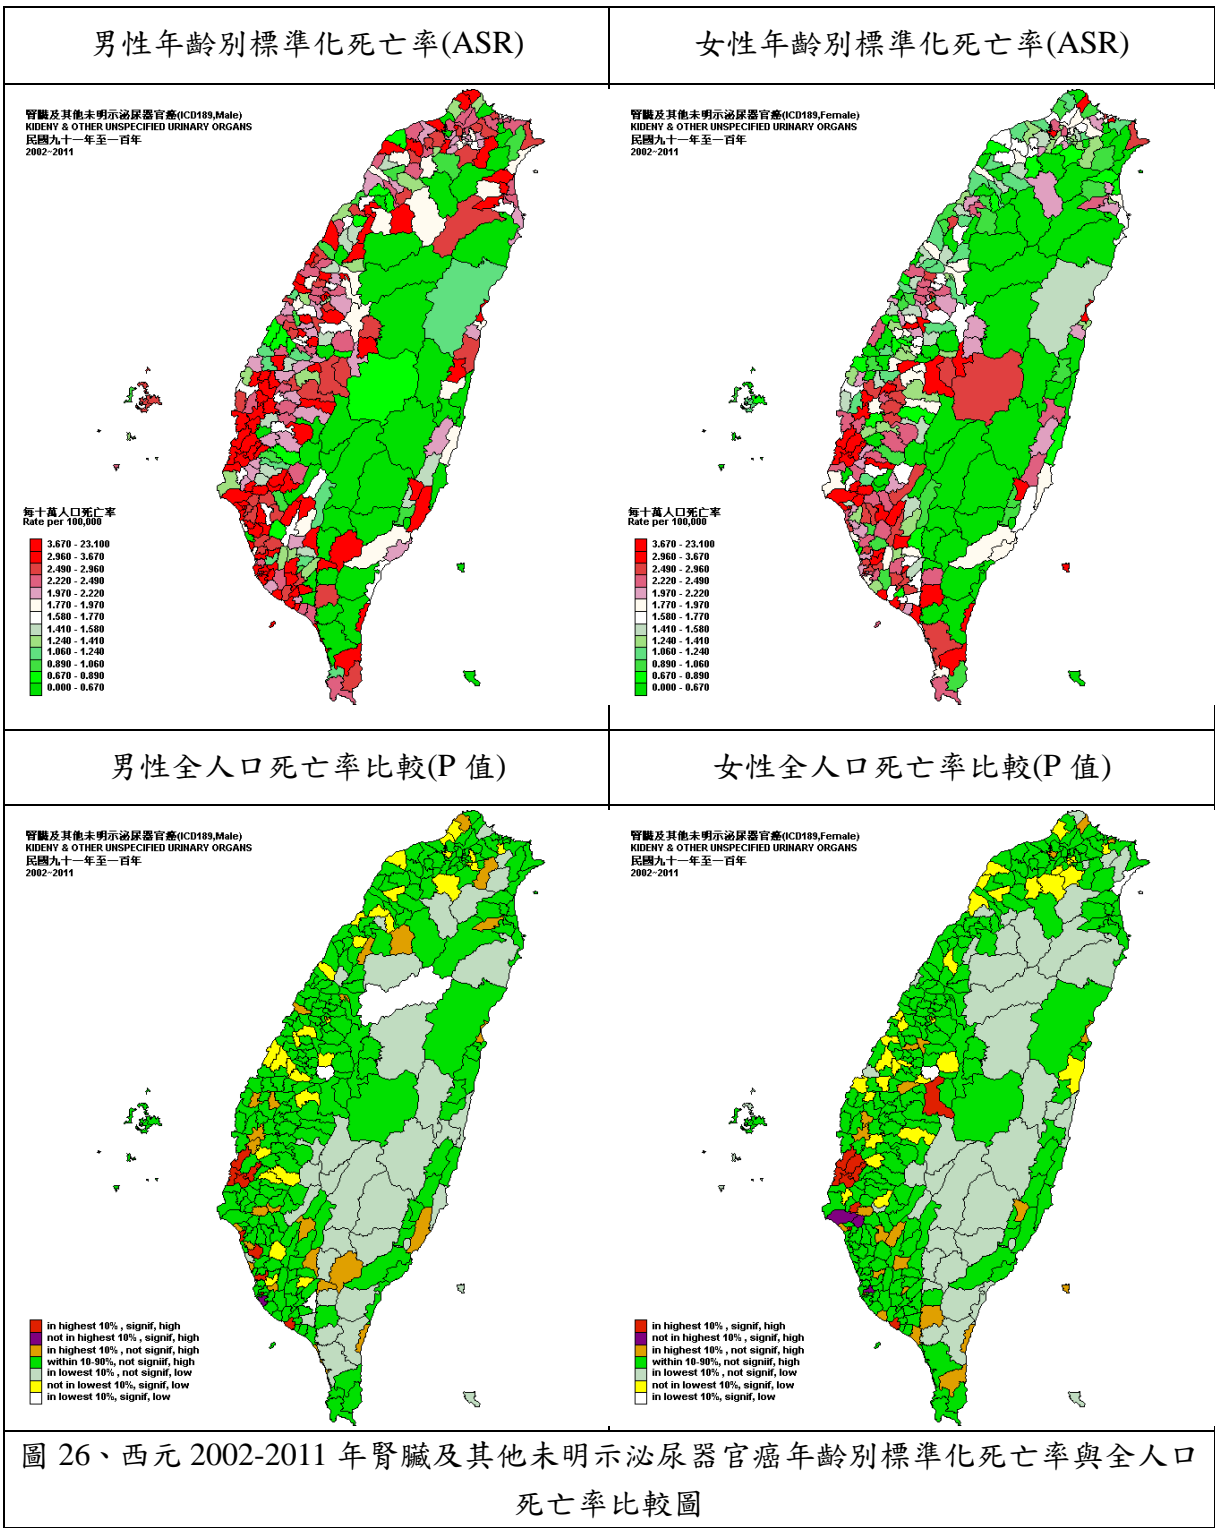 男性年齡別標準化死亡率(ASR)
女性年齡別標準化死亡率(ASR)
腎臟及其他未明示泌尿器官癌(ICD189,Male)
KIDENY & OTHER UNSPECIFIED URINARY ORGANS
民國九十一年至一百年
2002~2011
每十萬人口死亡率
Rate per 100,000
3.670 - 23.100
2.960 - 3.670
2.490 - 2.960
2.220 - 2.490
1.970 - 2.220
1.770 - 1.970
1.580 - 1.770
1.410 - 1.580
1.240 - 1.410
1.060 - 1.240
0.890 - 1.060
0.670 - 0.890
0.000 - 0.670
腎臟及其他未明示泌尿器官癌(ICD189,Female)
KIDENY & OTHER UNSPECIFIED URINARY ORGANS
民國九十一年至一百年
2002~2011
每十萬人口死亡率
Rate per 100,000
3.670 - 23.100
2.960 - 3.670
2.490 - 2.960
2.220 - 2.490
1.970 - 2.220
1.770 - 1.970
1.580 - 1.770
1.410 - 1.580
1.240 - 1.410
1.060 - 1.240
0.890 - 1.060
0.670 - 0.890
0.000 - 0.670
男性全人口死亡率比較(P 值)
女性全人口死亡率比較(P 值)
腎臟及其他未明示泌尿器官癌(ICD189,Male)
KIDENY & OTHER UNSPECIFIED URINARY ORGANS
民國九十一年至一百年
2002~2011
in highest 10% , signif, high
not in highest 10% , signif, high
in highest 10% , not signif, high
within 10-90%, not signiif, high
in lowest 10% , not signif, low
not in lowest 10%, signif, low
in lowest 10%, signif, low
腎臟及其他未明示泌尿器官癌(ICD189,Female)
KIDENY & OTHER UNSPECIFIED URINARY ORGANS
民國九十一年至一百年
2002~2011
in highest 10% , signif, high
not in highest 10% , signif, high
in highest 10% , not signif, high
within 10-90%, not signiif, high
in lowest 10% , not signif, low
not in lowest 10%, signif, low
in lowest 10%, signif, low
圖 26、西元 2002-2011 年腎臟及其他未明示泌尿器官癌年齡別標準化死亡率與全人口
死亡率比較圖